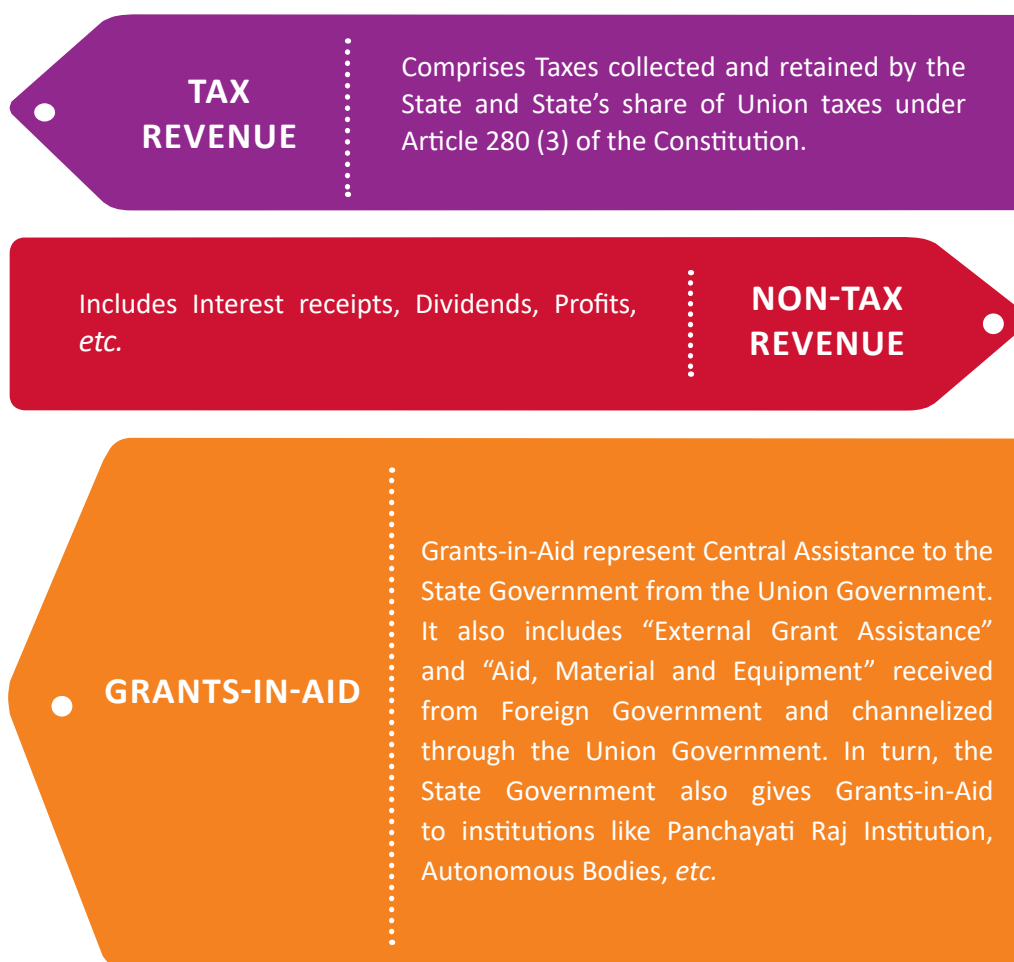 TAX
REVENUE
Comprises Taxes collected and retained by the
State and State's share of Union taxes under
Article 280 (3) of the Constitution.
Includes Interest receipts, Dividends, Profits,
etc.
NON-TAX
REVENUE
GRANTS-IN-AID
Grants-in-Aid represent Central Assistance to the
State Government from the Union Government.
It also includes “External Grant Assistance”
and “Aid, Material and Equipment” received
from Foreign Government and channelized
through the Union Government. In turn, the
State Government also gives Grants-in-Aid
to institutions like Panchayati Raj Institution,
Autonomous Bodies, etc.